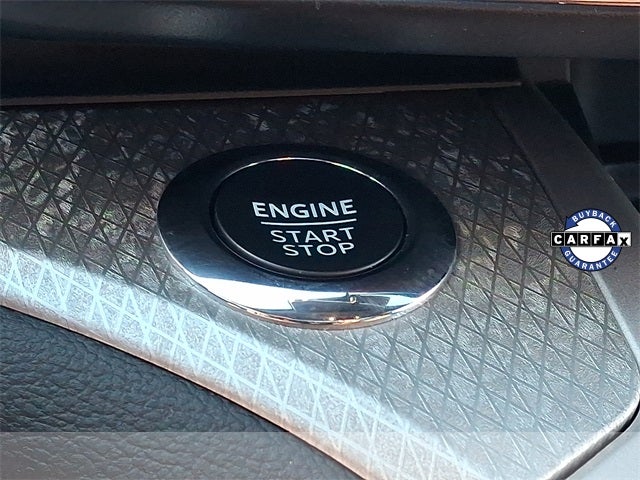 ENGINE
START
STOP
BUYBACK
CARFAX
GUARANTEE